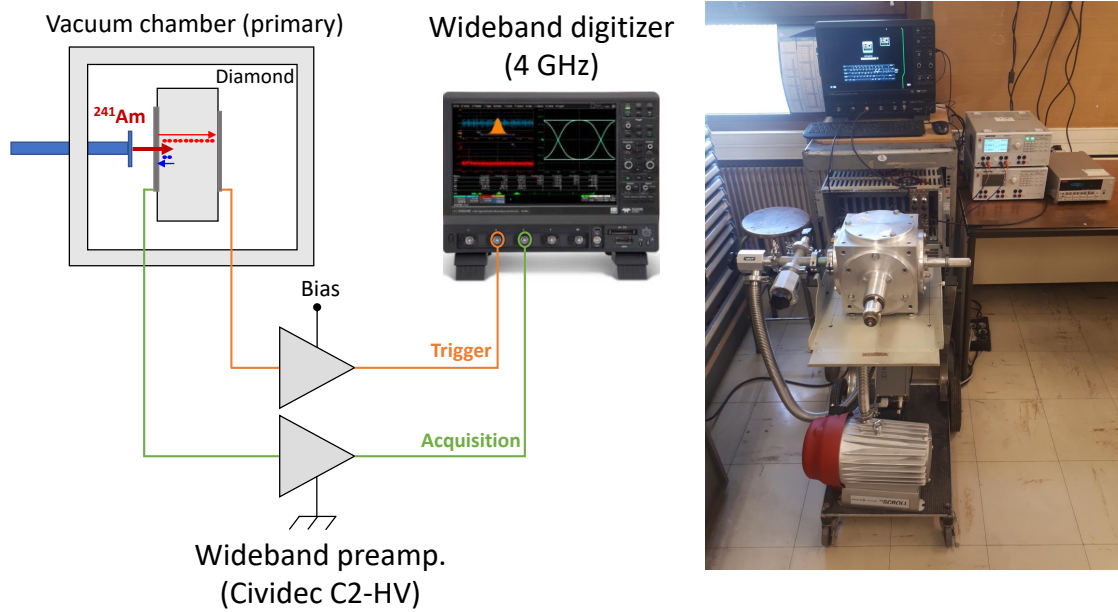 Vacuum chamber (primary)
Diamond
²⁴¹Am
Wideband digitizer
(4 GHz)
Bias
Trigger
Acquisition
Wideband preamp.
(Cividec C2-HV)